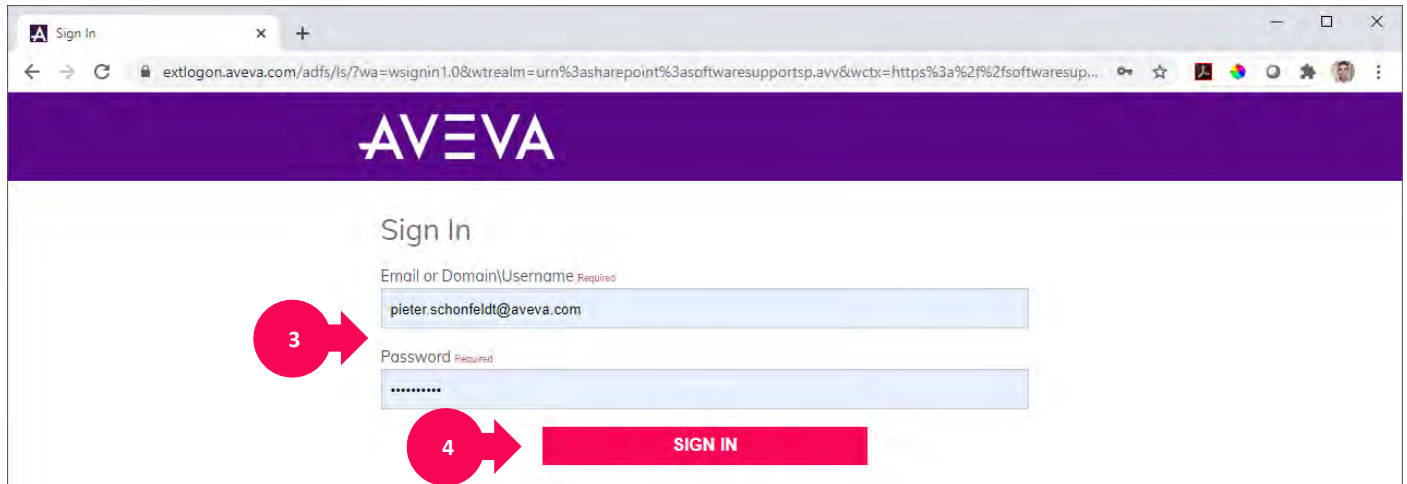 Sign In
extlogon.aveva.com/adfs/ls/?wa=wsignin1.0&wtrealm=urn%3asharepoint%3asoftwaresupportsp.avv&wctx=https%3a%2f%2fsoftwaresup...
AVEVA
Sign In
Email or Domain\Username Required
pieter.schonfeldt@aveva.com
3
Password Required
••••••••••
4
SIGN IN